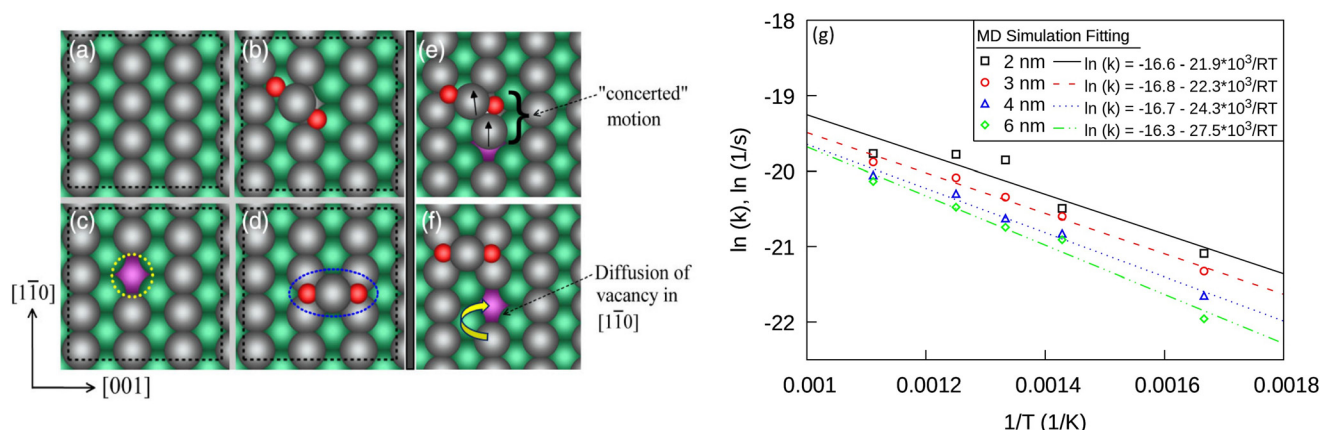 (a)
(b)
(c)
(d)
[11̅0]
[001]
(e)
(f)
"concerted"
motion
Diffusion of
vacancy in
[11̅0]
(g)
MD Simulation Fitting
2 nm ln (k) = -16.6 - 21.9*10³/RT
3 nm ln (k) = -16.8 - 22.3*10³/RT
4 nm ln (k) = -16.7 - 24.3*10³/RT
6 nm ln (k) = -16.3 - 27.5*10³/RT
ln (k), ln (1/s)
-18
-19
-20
-21
-22
0.001 0.0012 0.0014 0.0016 0.0018
1/T (1/K)